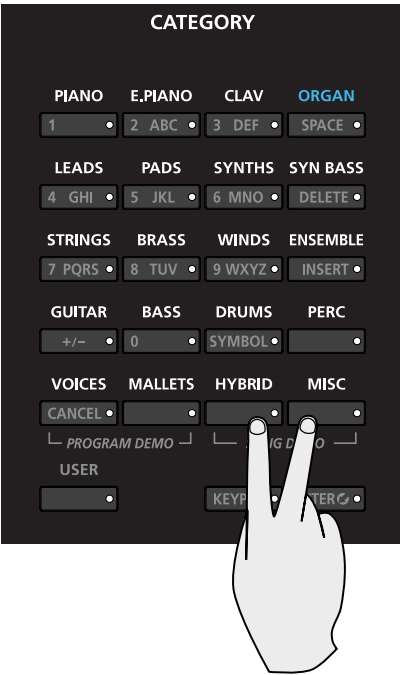 CATEGORY
PIANO E.PIANO CLAV ORGAN
1 2 ABC 3 DEF SPACE
LEADS PADS SYNTHS SYN BASS
4 GHI 5 JKL 6 MNO DELETE
STRINGS BRASS WINDS ENSEMBLE
7 PQRS 8 TUV 9 WXYZ INSERT
GUITAR BASS DRUMS PERC
+/− 0 SYMBOL
VOICES MALLETS HYBRID MISC
CANCEL
PROGRAM DEMO
USER